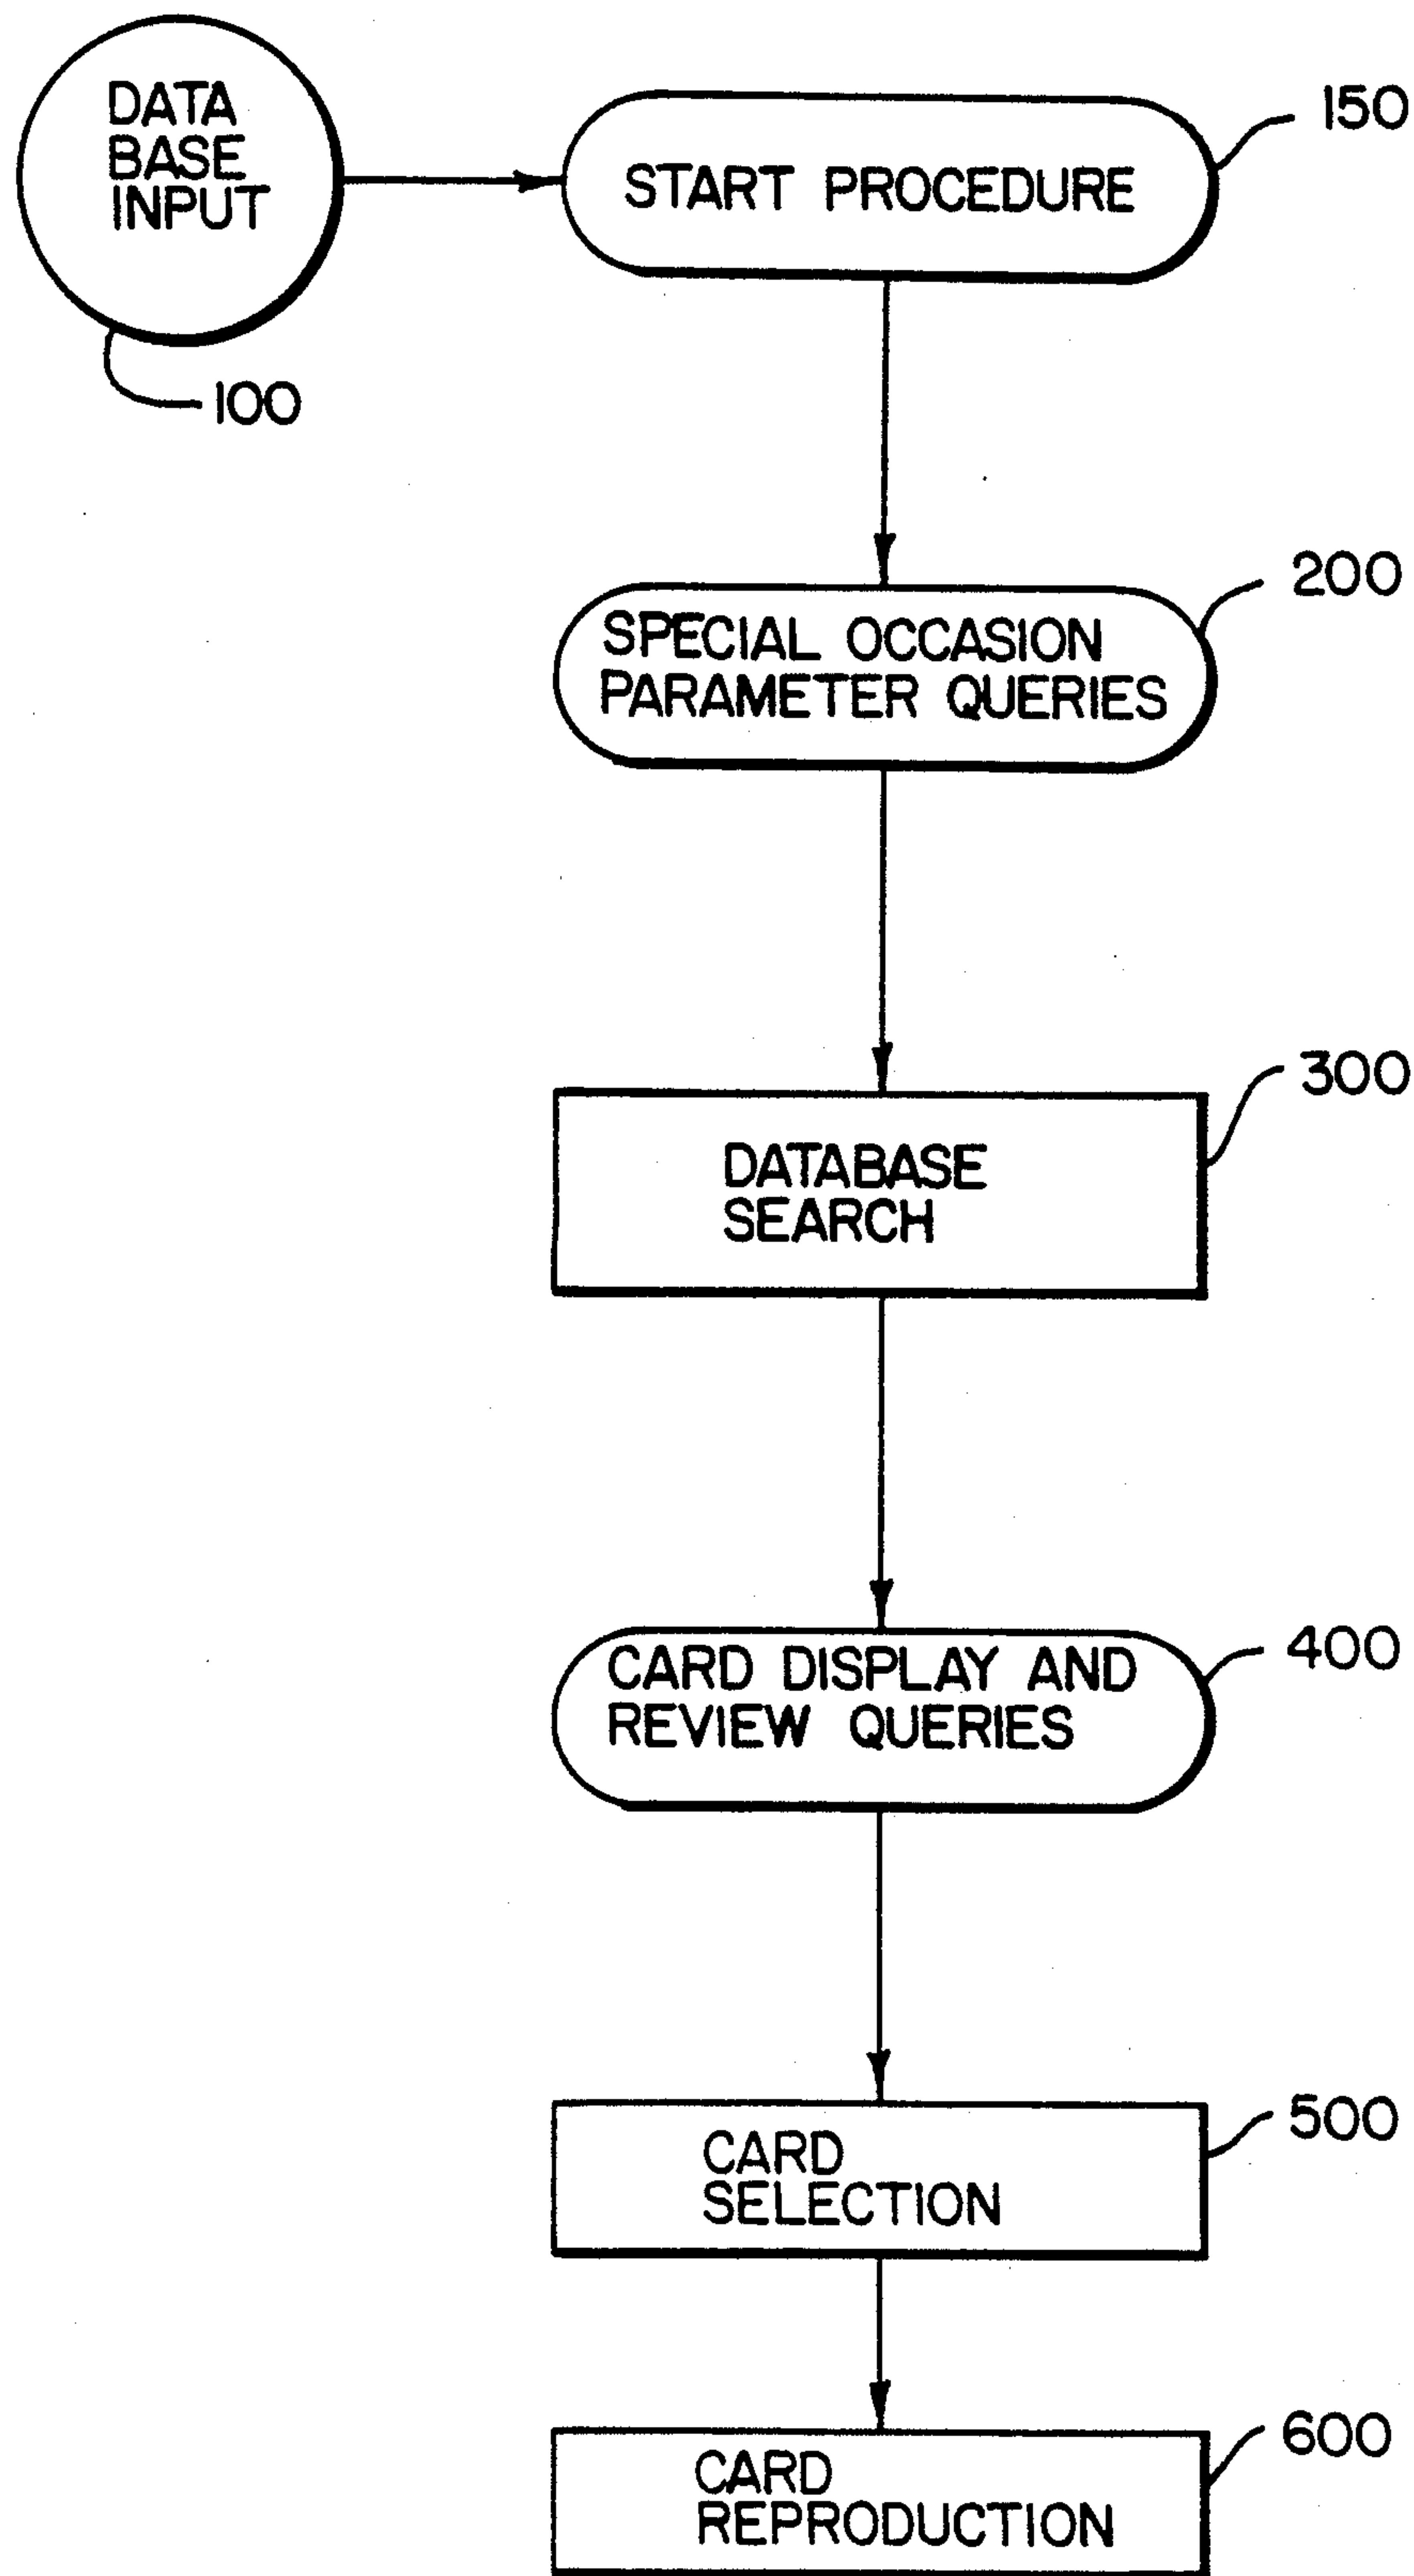 DATA
BASE
INPUT
100
START PROCEDURE
150
SPECIAL OCCASION
PARAMETER QUERIES
200
DATABASE
SEARCH
300
CARD DISPLAY AND
REVIEW QUERIES
400
CARD
SELECTION
500
CARD
REPRODUCTION
600